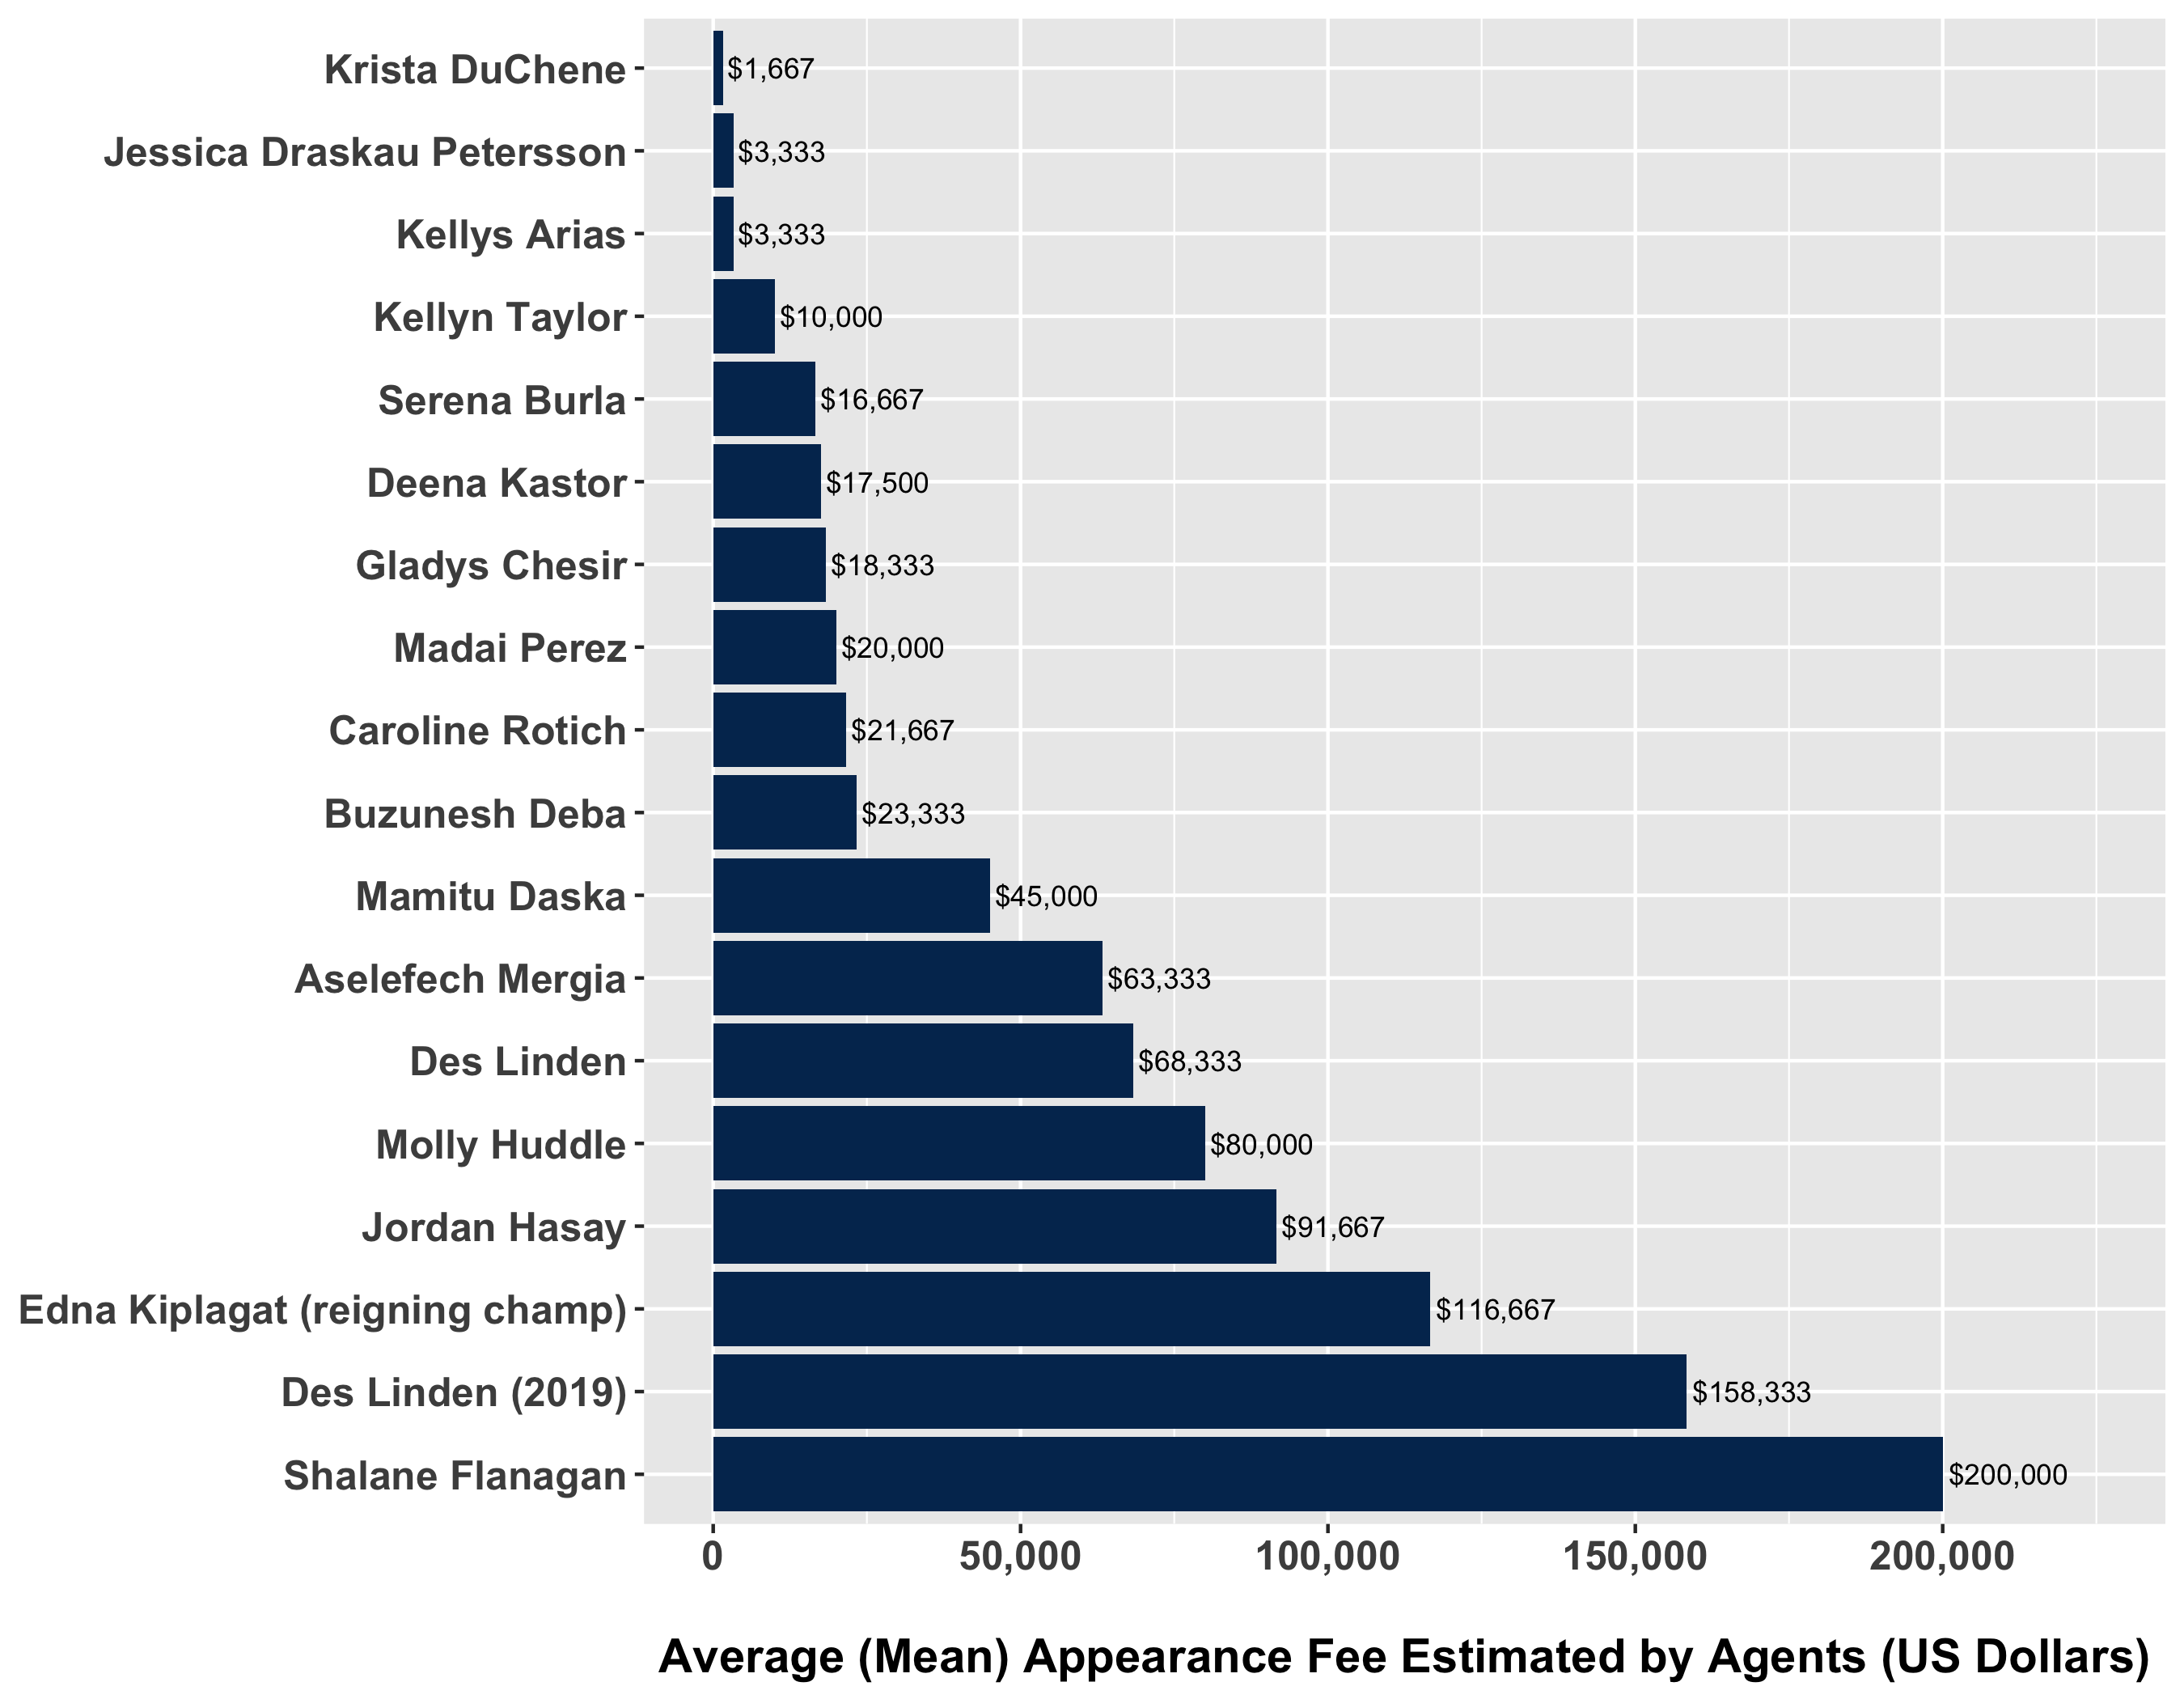 Krista DuChene $1,667
Jessica Draskau Petersson $3,333
Kellys Arias $3,333
Kellyn Taylor $10,000
Serena Burla $16,667
Deena Kastor $17,500
Gladys Chesir $18,333
Madai Perez $20,000
Caroline Rotich $21,667
Buzunesh Deba $23,333
Mamitu Daska $45,000
Aselefech Mergia $63,333
Des Linden $68,333
Molly Huddle $80,000
Jordan Hasay $91,667
Edna Kiplagat (reigning champ) $116,667
Des Linden (2019) $158,333
Shalane Flanagan $200,000
0 50,000 100,000 150,000 200,000
Average (Mean) Appearance Fee Estimated by Agents (US Dollars)